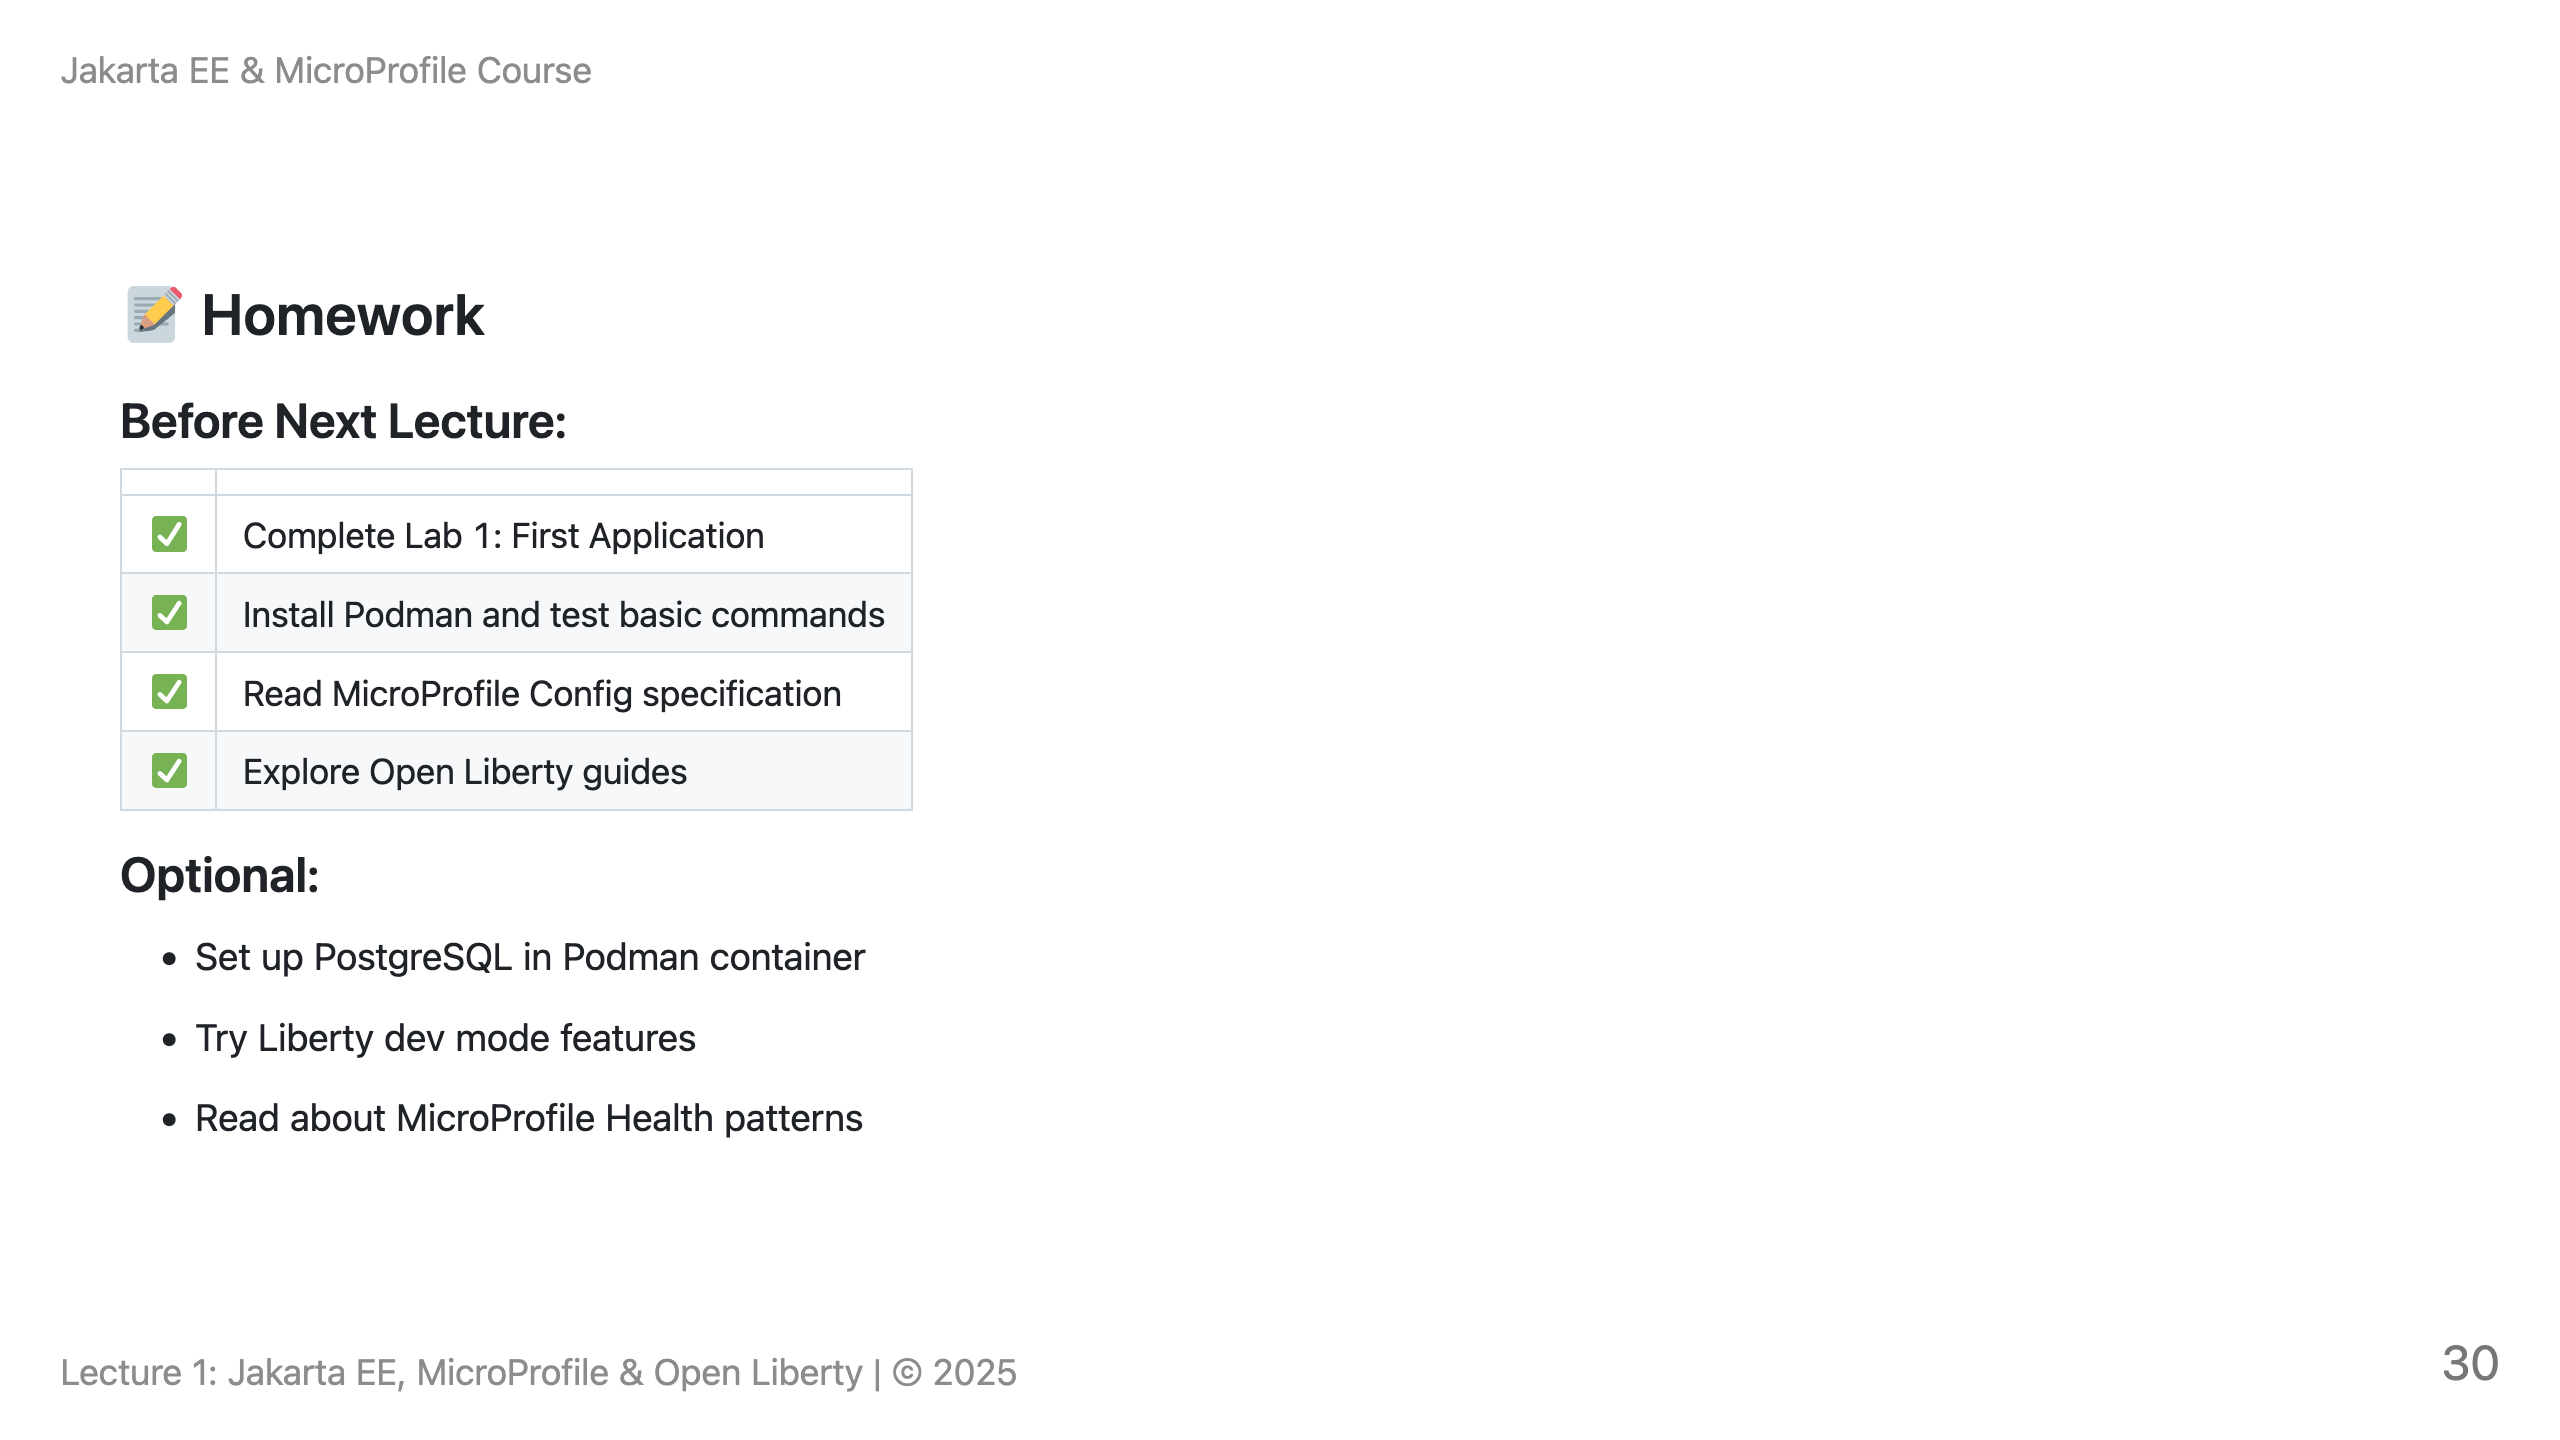 Jakarta EE & MicroProfile Course
📝 Homework
Before Next Lecture:
✅ Complete Lab 1: First Application
✅ Install Podman and test basic commands
✅ Read MicroProfile Config specification
✅ Explore Open Liberty guides
Optional:
• Set up PostgreSQL in Podman container
• Try Liberty dev mode features
• Read about MicroProfile Health patterns
Lecture 1: Jakarta EE, MicroProfile & Open Liberty | © 2025
30